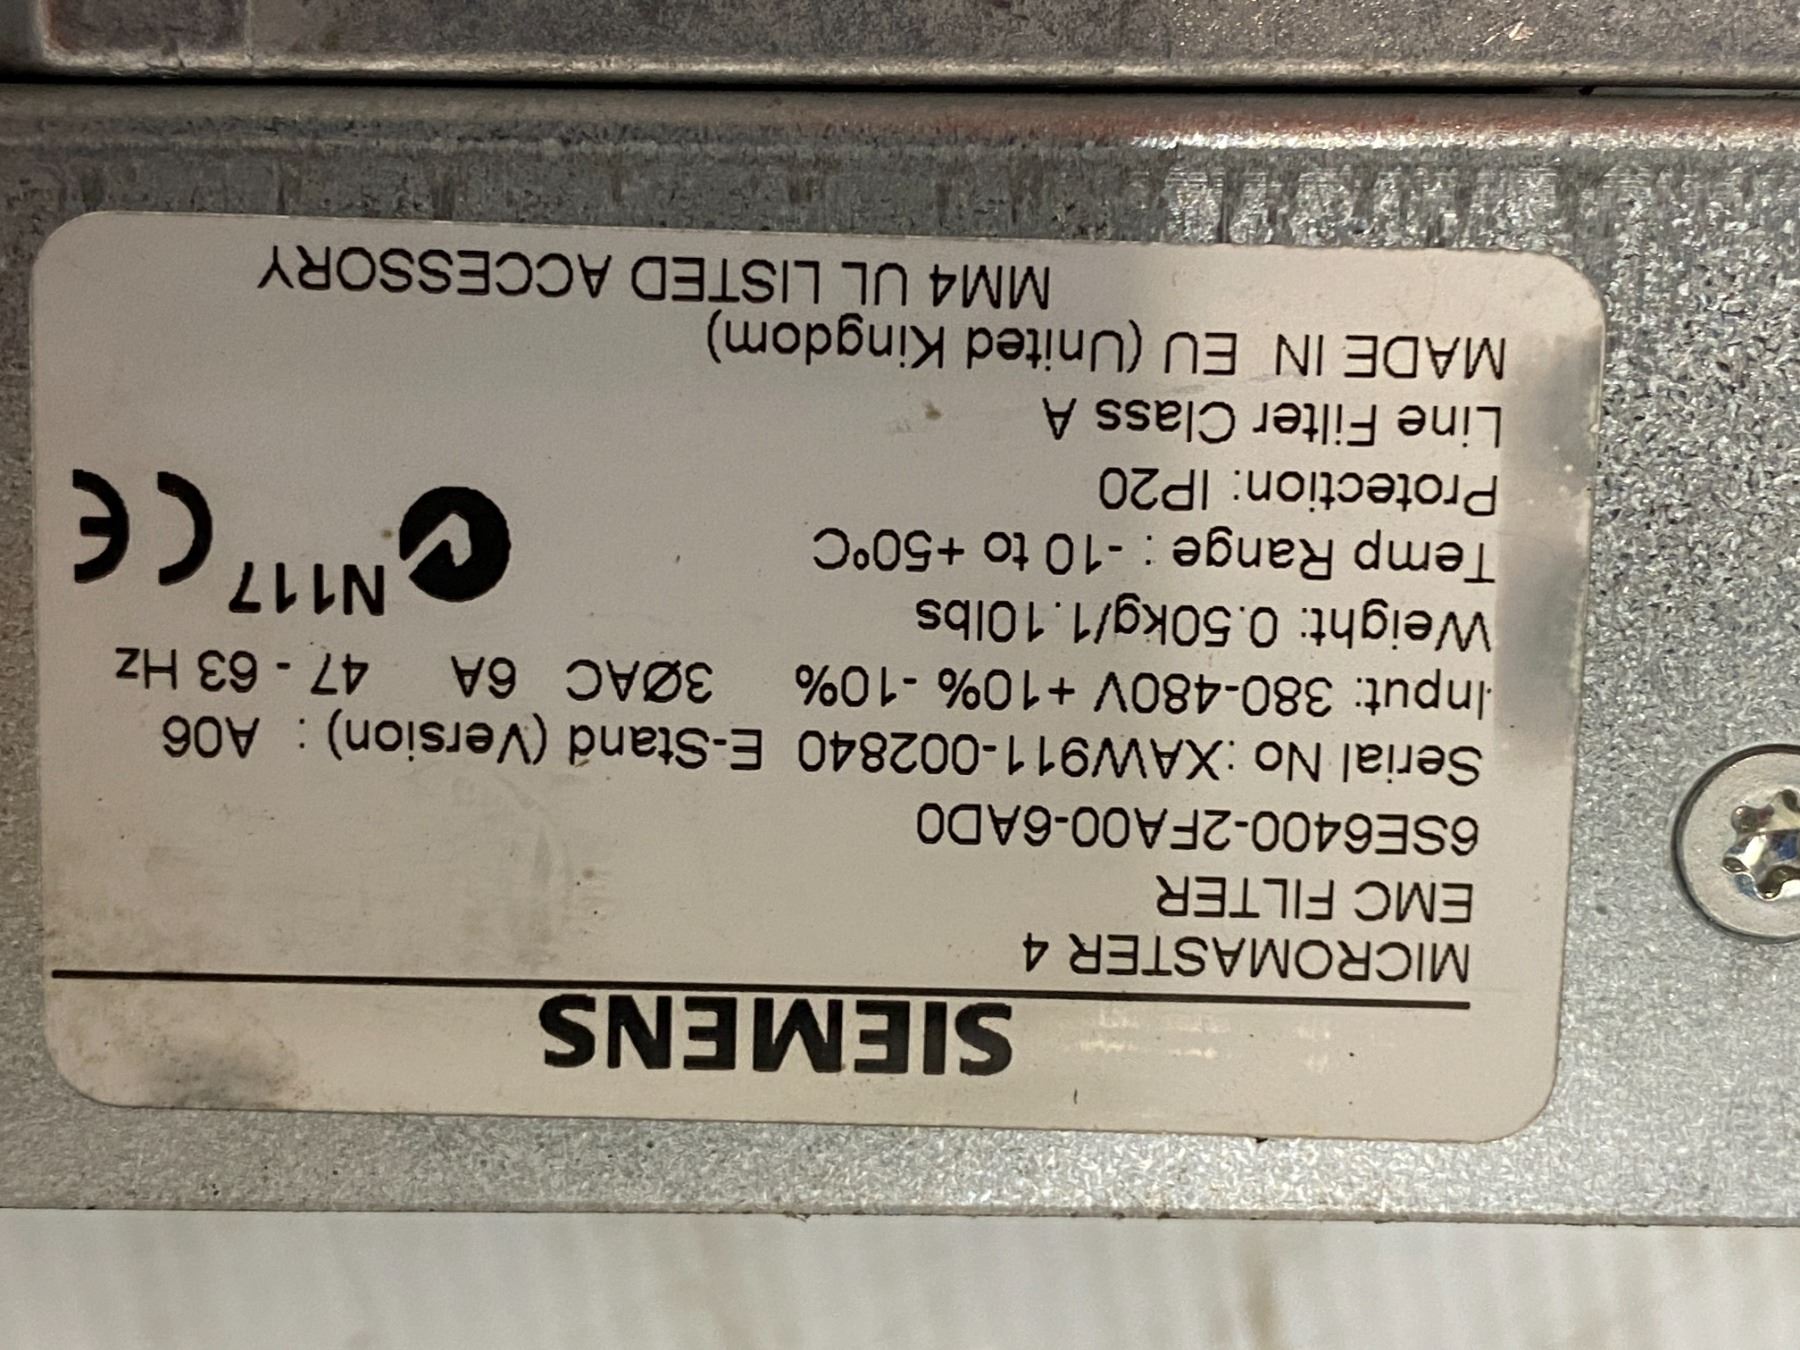 SIEMENS
MICROMASTER 4
EMC FILTER
6SE6400-2FA00-6AD0
Serial No :XAW911-002840 E-Stand (Version) : A06
Input: 380-480V +10% -10% 3ØAC 6A 47 - 63 Hz
Weight: 0.50kg/1.10lbs
Temp Range : -10 to +50ºC
Protection: IP20
Line Filter Class A
MADE IN EU (United Kingdom)
MM4 UL LISTED ACCESSORY
N117 CE